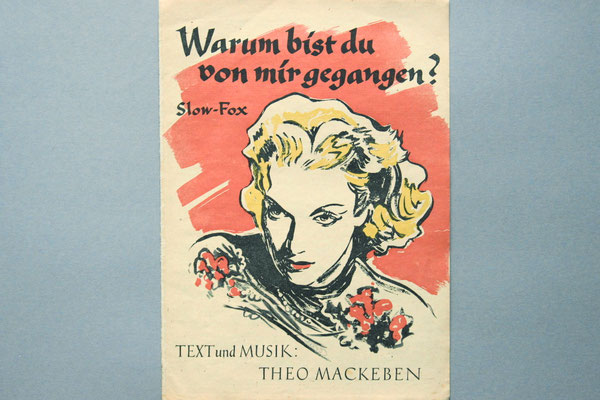 Warum bist du
von mir gegangen?
Slow-Fox
TEXT und MUSIK:
THEO MACKEBEN